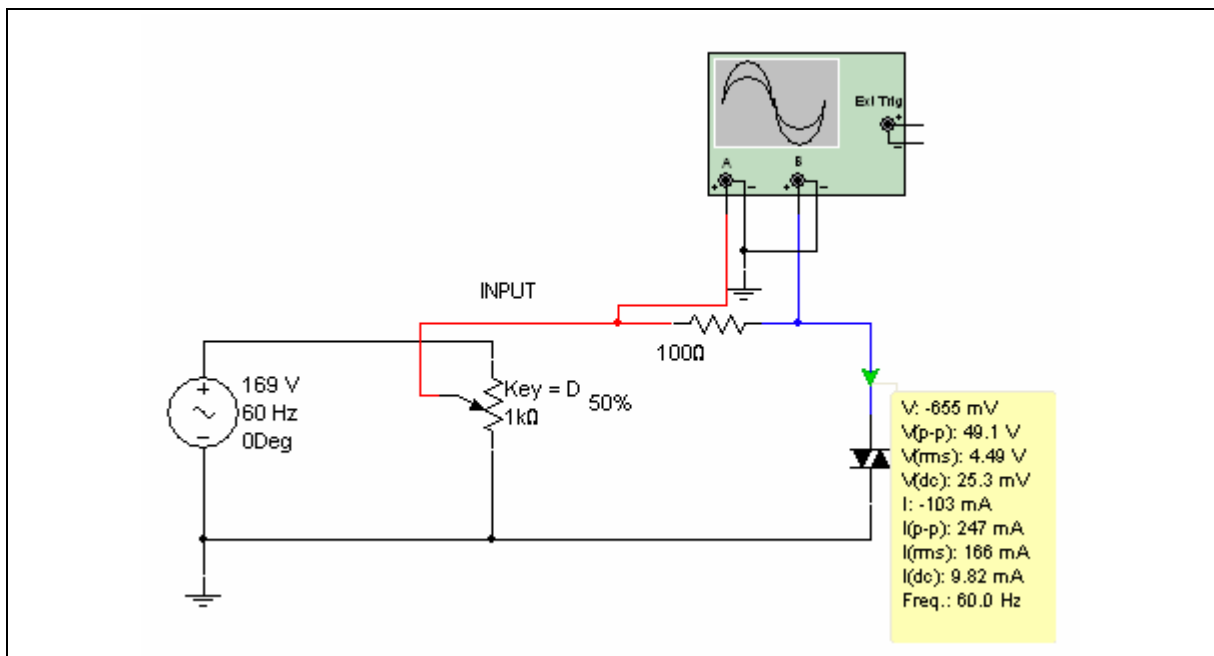 Ext Trig
+
−
A
B
+ − + −
INPUT
100Ω
+
−
169 V
60 Hz
0Deg
Key = D
50%
1kΩ
V: -655 mV
V(p-p): 49.1 V
V(rms): 4.49 V
V(dc): 25.3 mV
I: -103 mA
I(p-p): 247 mA
I(rms): 166 mA
I(dc): 9.82 mA
Freq.: 60.0 Hz